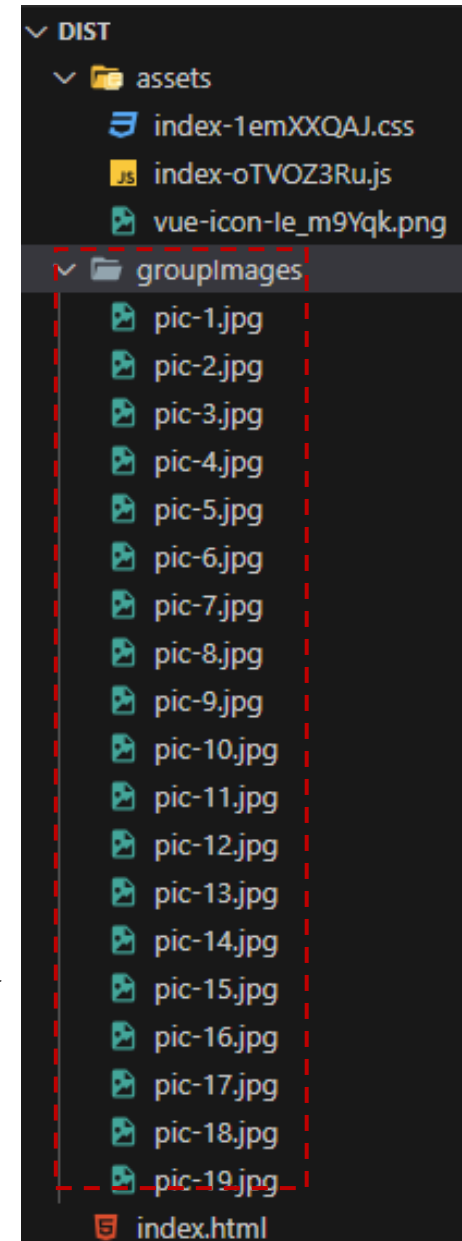 DIST
assets
index-1emXXQAJ.css
JS index-oTVOZ3Ru.js
vue-icon-Ie_m9Yqk.png
groupImages
pic-1.jpg
pic-2.jpg
pic-3.jpg
pic-4.jpg
pic-5.jpg
pic-6.jpg
pic-7.jpg
pic-8.jpg
pic-9.jpg
pic-10.jpg
pic-11.jpg
pic-12.jpg
pic-13.jpg
pic-14.jpg
pic-15.jpg
pic-16.jpg
pic-17.jpg
pic-18.jpg
pic-19.jpg
index.html